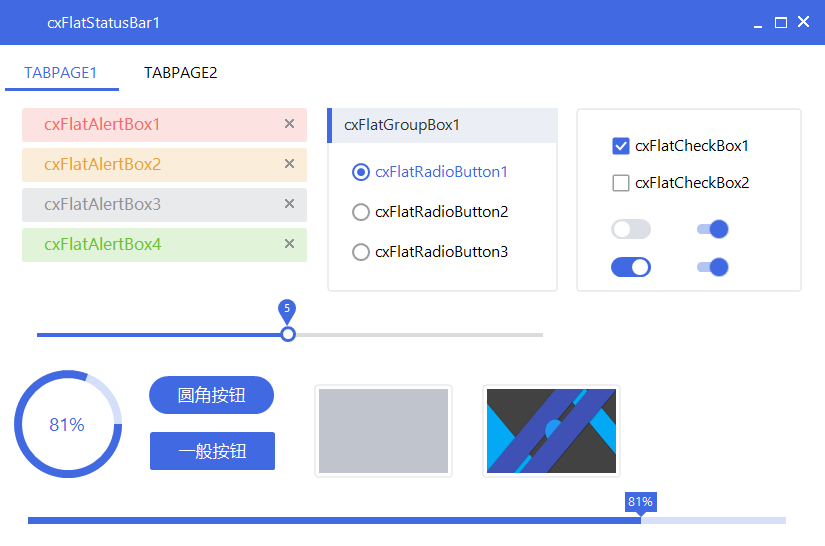 cxFlatStatusBar1
TABPAGE1 TABPAGE2
cxFlatAlertBox1
cxFlatAlertBox2
cxFlatAlertBox3
cxFlatAlertBox4
cxFlatGroupBox1
cxFlatRadioButton1
cxFlatRadioButton2
cxFlatRadioButton3
cxFlatCheckBox1
cxFlatCheckBox2
5
81%
圆角按钮
一般按钮
81%